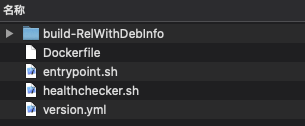 名称
build-RelWithDebInfo
Dockerfile
entrypoint.sh
healthchecker.sh
version.yml